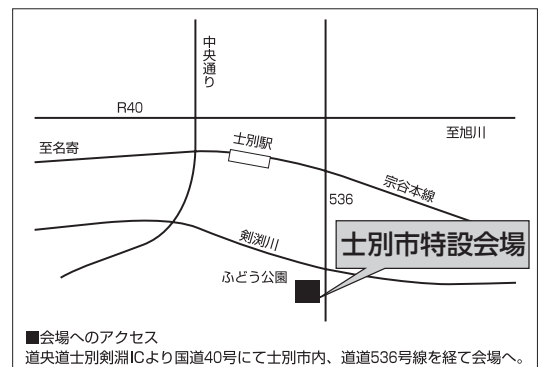 中央通り
R40
至旭川
士別駅
至名寄
宗谷本線
536
剣渕川
士別市特設会場
ふどう公園
■会場へのアクセス
道央道士別剣淵ICより国道40号にて士別市内、道道536号線を経て会場へ。